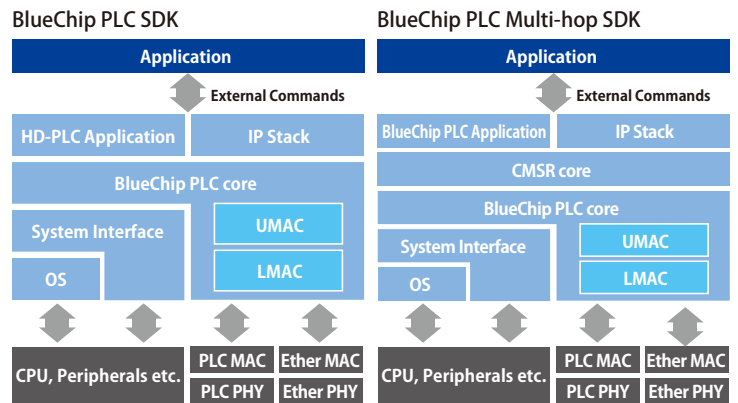 BlueChip PLC SDK
Application
External Commands
HD-PLC Application
IP Stack
BlueChip PLC core
System Interface
UMAC
LMAC
OS
CPU, Peripherals etc.
PLC MAC
Ether MAC
PLC PHY
Ether PHY
BlueChip PLC Multi-hop SDK
Application
External Commands
BlueChip PLC Application
IP Stack
CMSR core
BlueChip PLC core
System Interface
UMAC
LMAC
OS
CPU, Peripherals etc.
PLC MAC
Ether MAC
PLC PHY
Ether PHY